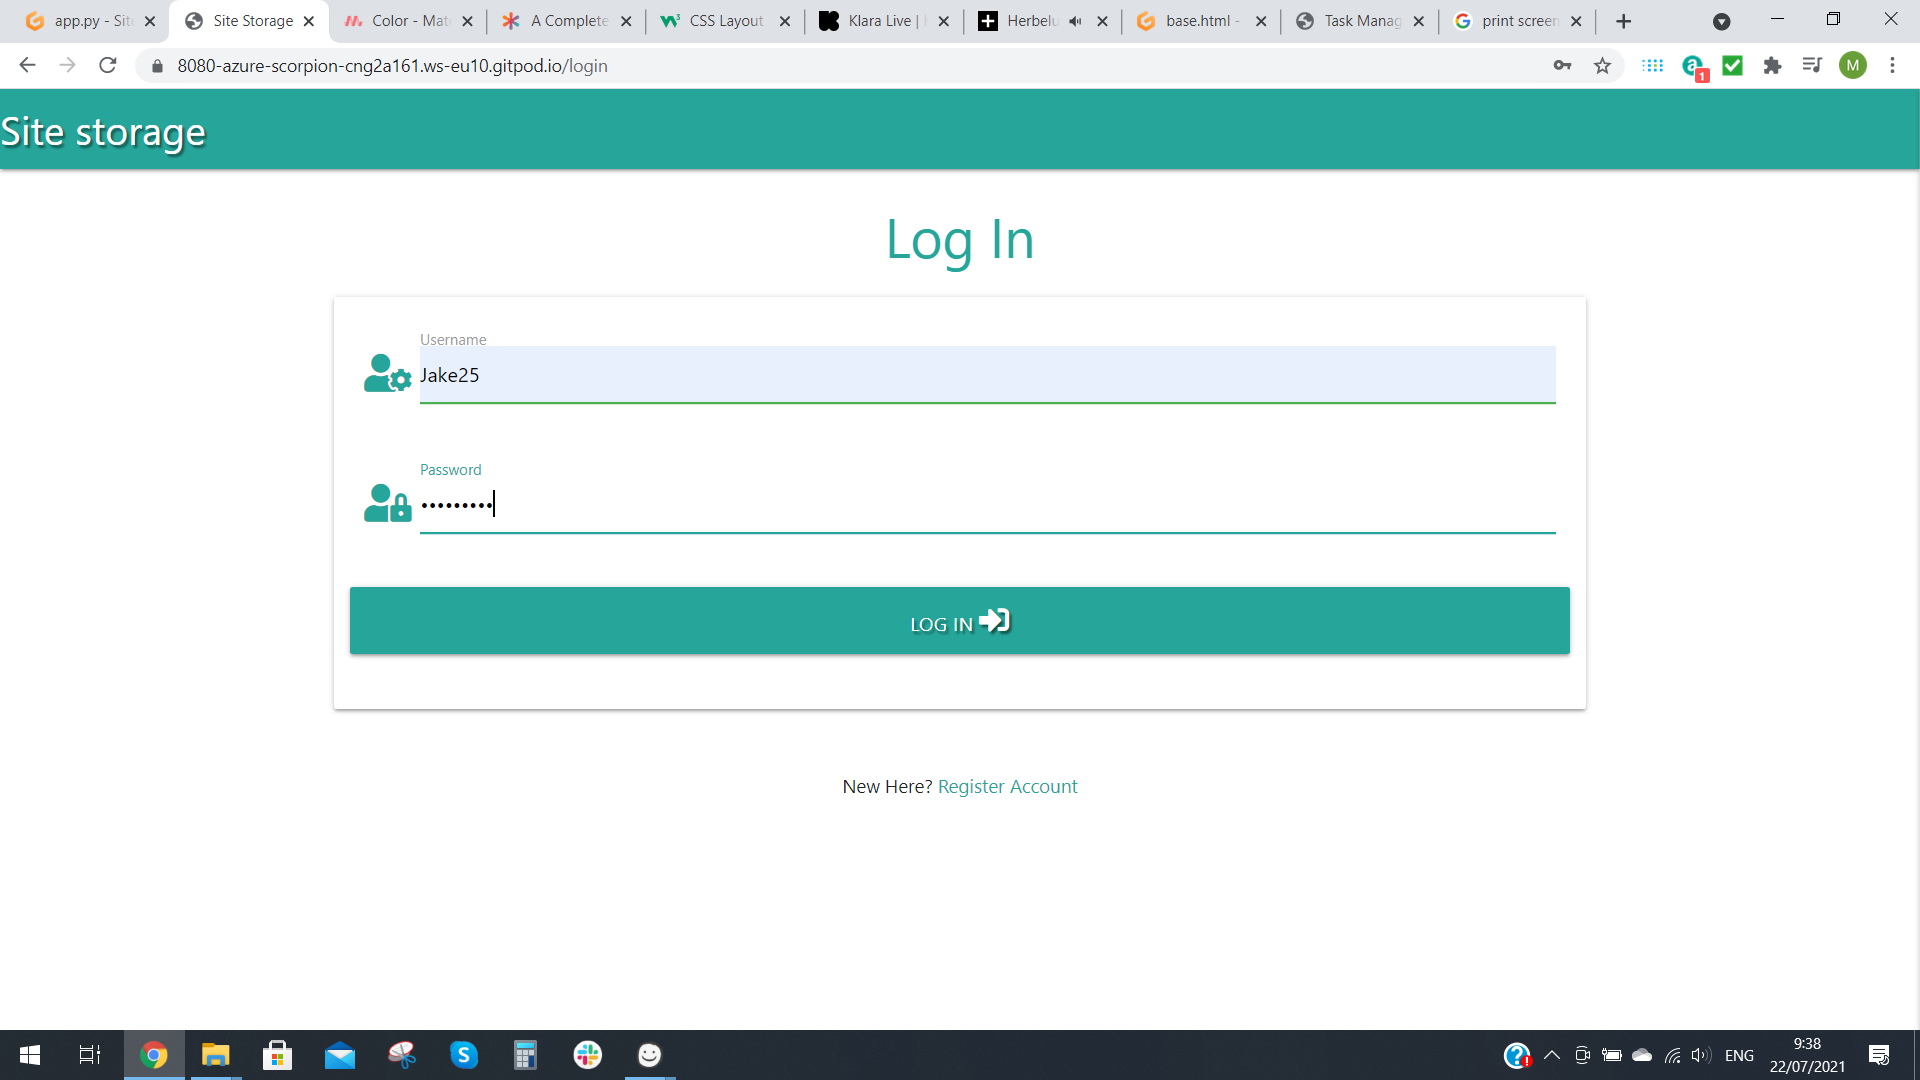 app.py - Sit
Site Storage
Color - Mat
A Complete
CSS Layout
Klara Live |
Herbelu
base.html -
Task Manag
print screen
8080-azure-scorpion-cng2a161.ws-eu10.gitpod.io/login
1
M
Site storage
Log In
Username
Jake25
Password
•••••••••
LOG IN
New Here? Register Account
ENG
9:38
22/07/2021